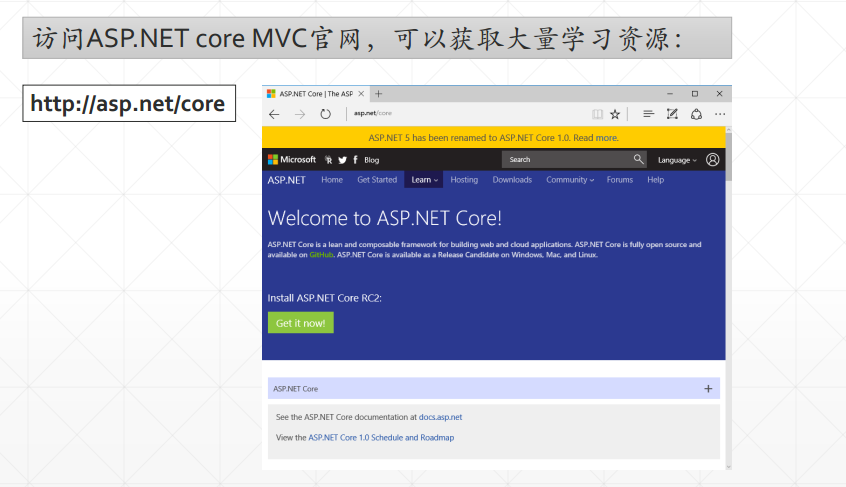 访问ASP.NET core MVC官网，可以获取大量学习资源：
http://asp.net/core
ASP.NET Core | The ASP
asp.net/core
ASP.NET 5 has been renamed to ASP.NET Core 1.0. Read more.
Microsoft Blog Search Language
ASP.NET Home Get Started Learn Hosting Downloads Community Forums Help
Welcome to ASP.NET Core!
ASP.NET Core is a lean and composable framework for building web and cloud applications. ASP.NET Core is fully open source and
available on GitHub. ASP.NET Core is available as a Release Candidate on Windows, Mac, and Linux.
Install ASP.NET Core RC2:
Get it now!
ASP.NET Core
See the ASP.NET Core documentation at docs.asp.net
View the ASP.NET Core 1.0 Schedule and Roadmap